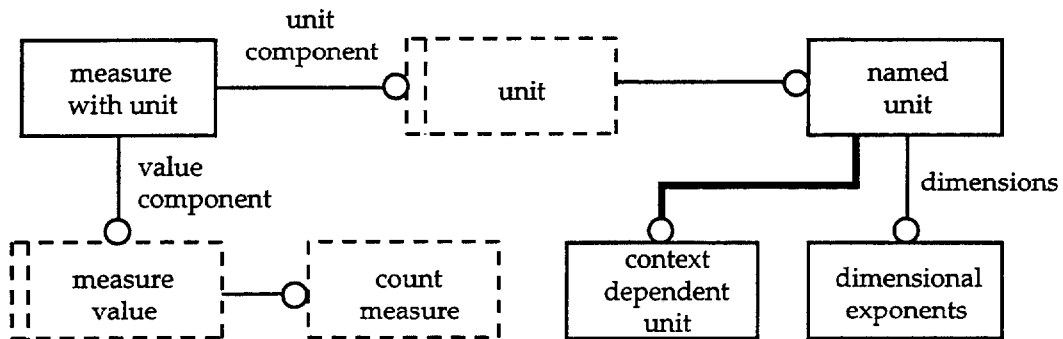 unit
component
measure
with unit
unit
named
unit
value
component
dimensions
measure
value
count
measure
context
dependent
unit
dimensional
exponents